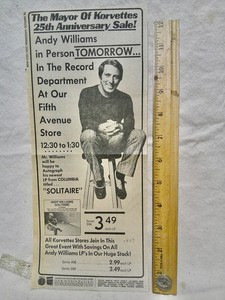 The Mayor Of Korvettes
25th Anniversary Sale!
Andy Williams
in Person TOMORROW...
In The Record
Department
At Our
Fifth
Avenue
Store
12:30 to 1:30
Mr. Williams
will be
happy to
Autograph
his newest
LP from COLUMBIA
titled...
"SOLITAIRE"
ANDY WILLIAMS
SOLITAIRE
3.49
All Korvettes Stores Join In This
Great Event With Savings On All
Andy Williams LP's In Our Huge Stock!
2.99
3.49